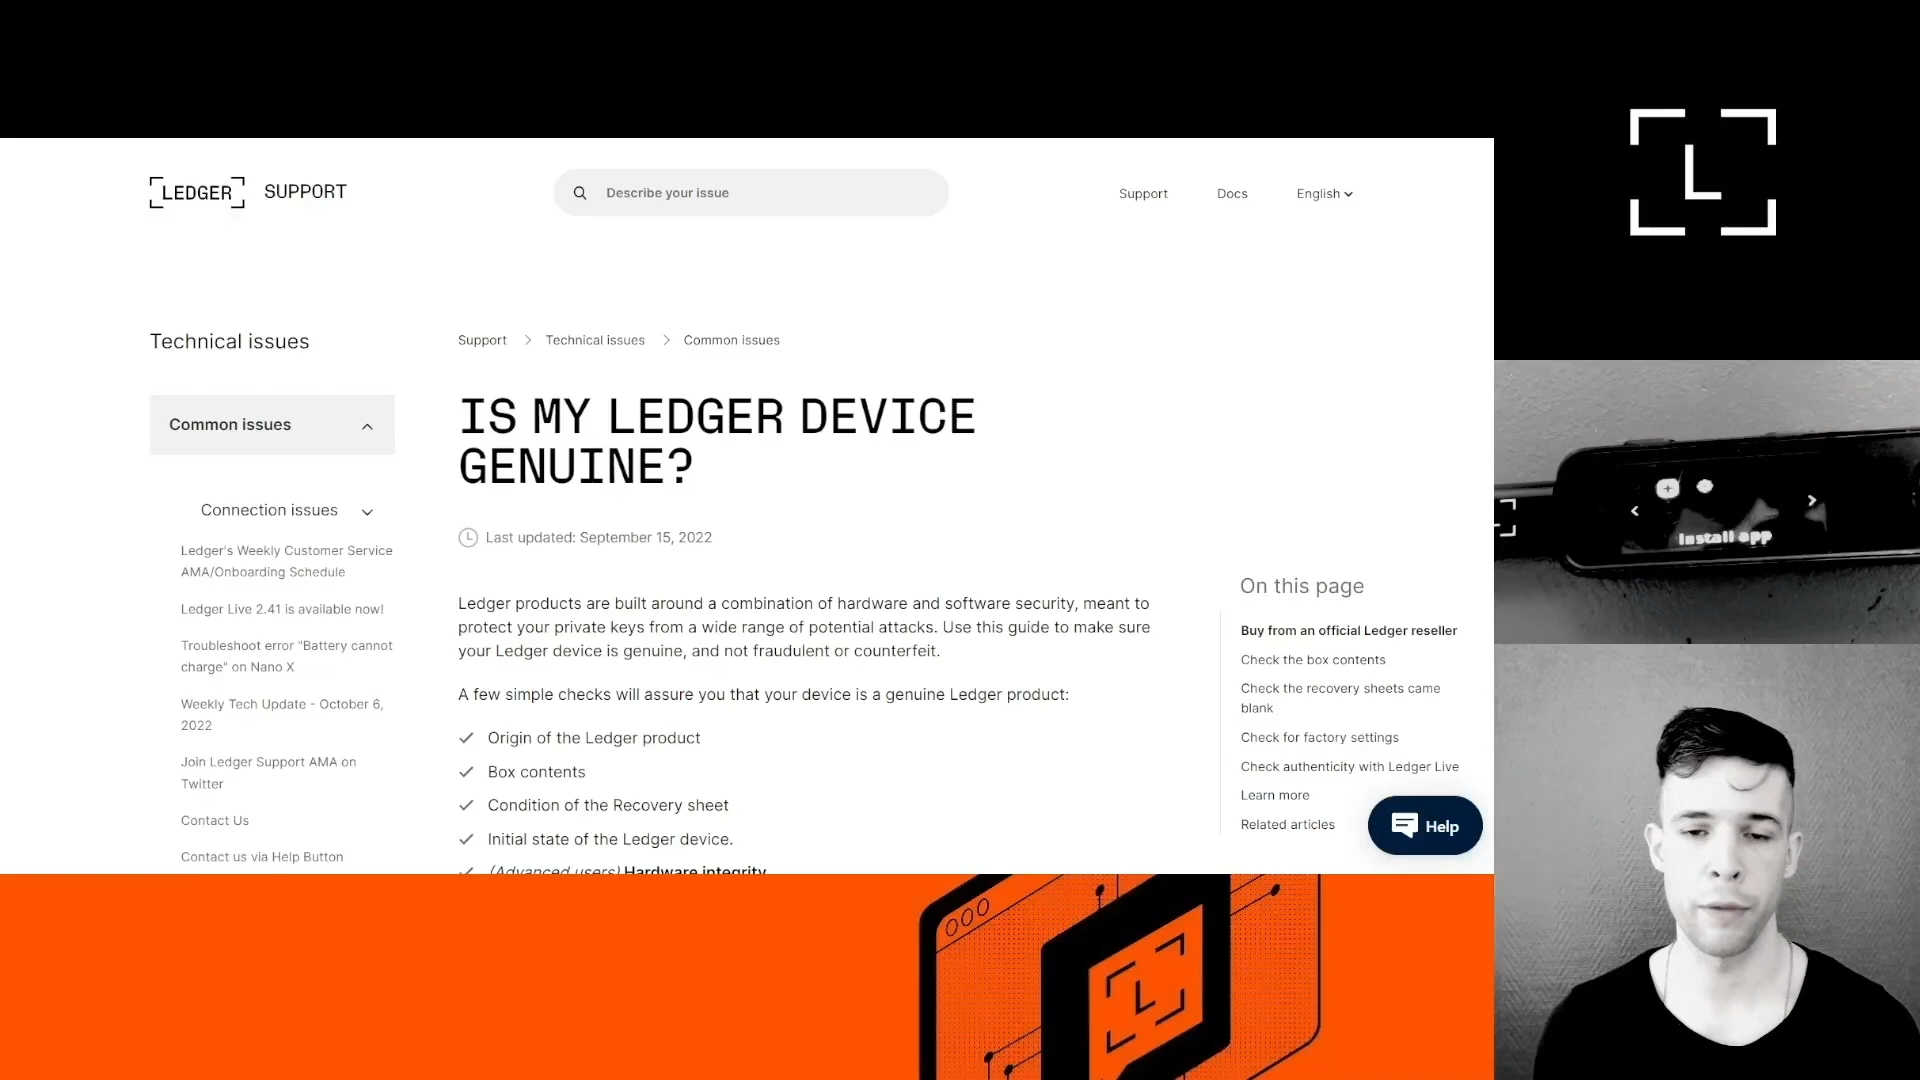 LEDGER SUPPORT
Describe your issue
Support Docs English
Technical issues
Common issues
Connection issues
Ledger's Weekly Customer Service
AMA/Onboarding Schedule
Ledger Live 2.41 is available now!
Troubleshoot error "Battery cannot
charge" on Nano X
Weekly Tech Update - October 6,
2022
Join Ledger Support AMA on
Twitter
Contact Us
Contact us via Help Button
Support > Technical issues > Common issues
IS MY LEDGER DEVICE
GENUINE?
Last updated: September 15, 2022
Ledger products are built around a combination of hardware and software security, meant to
protect your private keys from a wide range of potential attacks. Use this guide to make sure
your Ledger device is genuine, and not fraudulent or counterfeit.
A few simple checks will assure you that your device is a genuine Ledger product:
Origin of the Ledger product
Box contents
Condition of the Recovery sheet
Initial state of the Ledger device.
(Advanced users) Hardware integrity
On this page
Buy from an official Ledger reseller
Check the box contents
Check the recovery sheets came
blank
Check for factory settings
Check authenticity with Ledger Live
Learn more
Related articles
Help
L
Install app
L